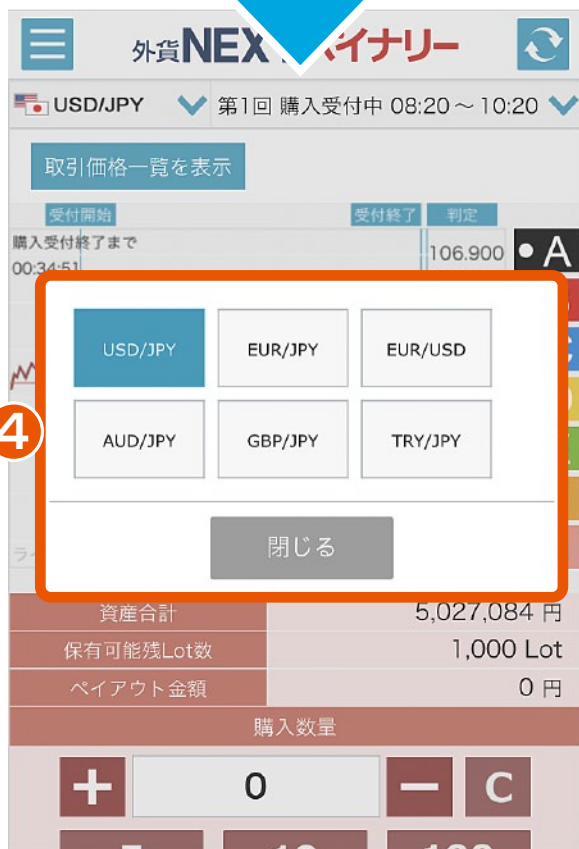 外貨NEX イナリー
USD/JPY 第1回 購入受付中 08:20～10:20
取引価格一覧を表示
受付開始 受付終了 判定
購入受付終了まで
00:34:51 106.900 A
USD/JPY EUR/JPY EUR/USD
4
AUD/JPY GBP/JPY TRY/JPY
閉じる
資産合計 5,027,084 円
保有可能残Lot数 1,000 Lot
ペイアウト金額 0 円
購入数量
+ 0 − C